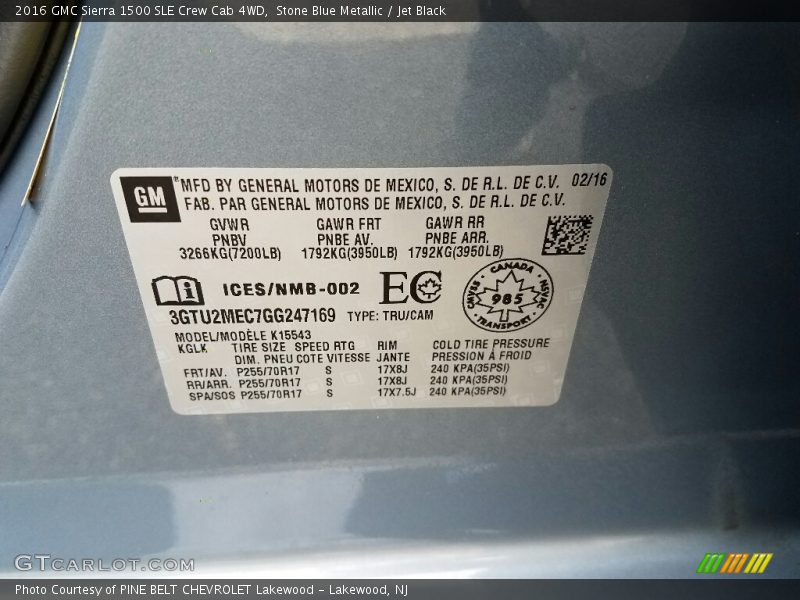 2016 GMC Sierra 1500 SLE Crew Cab 4WD,  Stone Blue Metallic / Jet Black
GM ® MFD BY GENERAL MOTORS DE MEXICO, S. DE R.L. DE C.V. 02/16
FAB. PAR GENERAL MOTORS DE MEXICO, S. DE R.L. DE C.V.
GVWR GAWR FRT GAWR RR
PNBV PNBE AV. PNBE ARR.
3266KG(7200LB) 1792KG(3950LB) 1792KG(3950LB)
ICES/NMB-002 EC CANADA CMVSS NSVAC 985 TRANSPORT
3GTU2MEC7GG247169 TYPE: TRU/CAM
MODEL/MODÈLE K15543
KGLK TIRE SIZE SPEED RTG RIM COLD TIRE PRESSURE
DIM. PNEU COTE VITESSE JANTE PRESSION À FROID
FRT/AV. P255/70R17 S 17X8J 240 KPA(35PSI)
RR/ARR. P255/70R17 S 17X8J 240 KPA(35PSI)
SPA/SOS P255/70R17 S 17X7.5J 240 KPA(35PSI)
GTCARLOT.COM
Photo Courtesy of PINE BELT CHEVROLET Lakewood – Lakewood, NJ